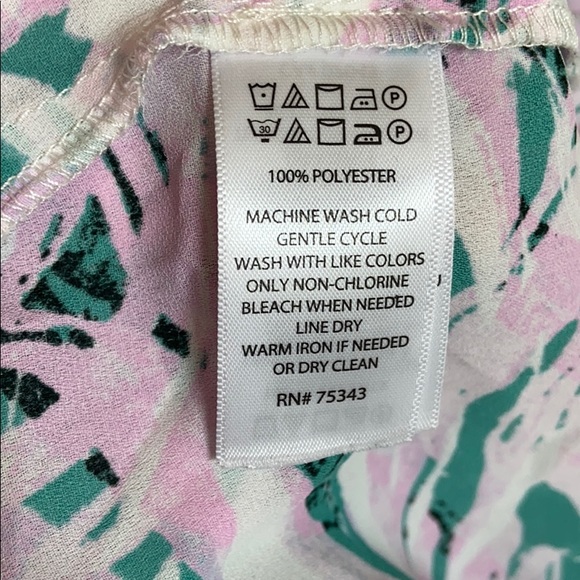 P
30 P
100% POLYESTER
MACHINE WASH COLD
GENTLE CYCLE
WASH WITH LIKE COLORS
ONLY NON-CHLORINE
BLEACH WHEN NEEDED
LINE DRY
WARM IRON IF NEEDED
OR DRY CLEAN
RN# 75343